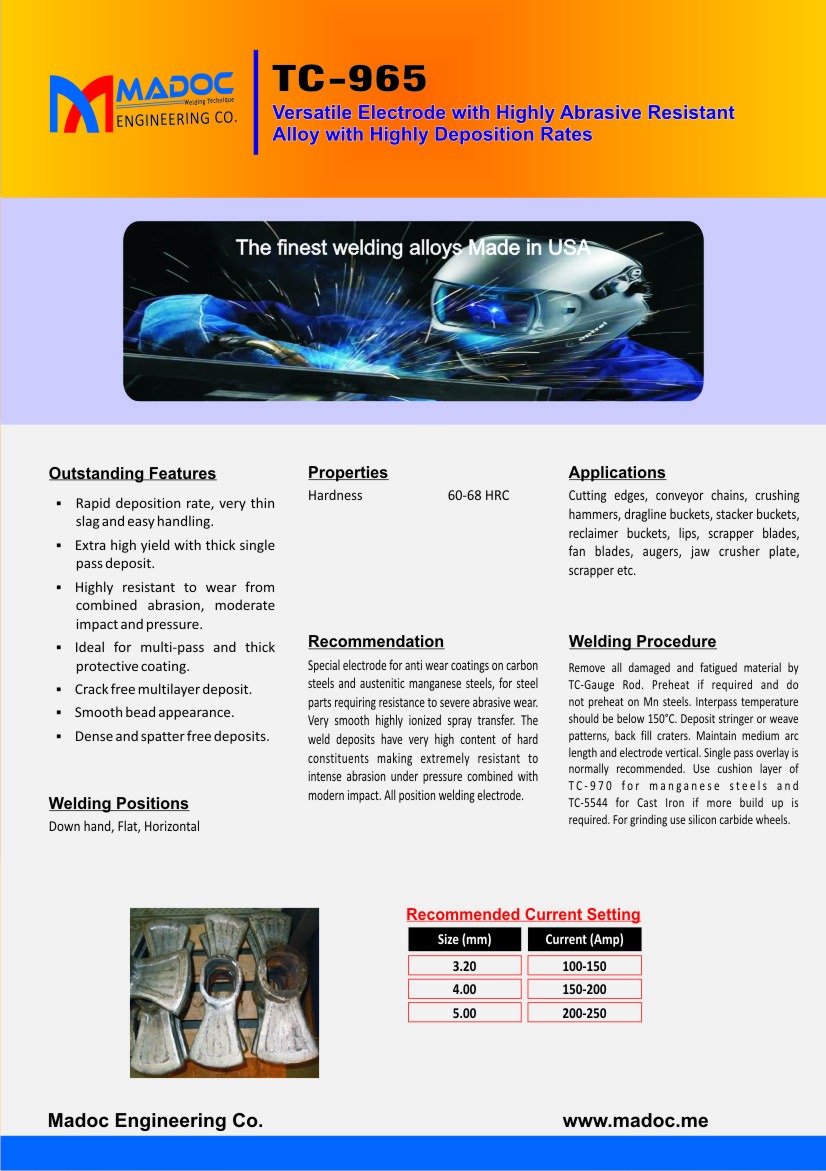 MADOC
Welding Technique
ENGINEERING CO.
TC-965
Versatile Electrode with Highly Abrasive Resistant
Alloy with Highly Deposition Rates
The finest welding alloys Made in USA
optrel
Outstanding Features
▪ Rapid deposition rate, very thin
slag and easy handling.
▪ Extra high yield with thick single
pass deposit.
▪ Highly resistant to wear from
combined abrasion, moderate
impact and pressure.
▪ Ideal for multi-pass and thick
protective coating.
▪ Crack free multilayer deposit.
▪ Smooth bead appearance.
▪ Dense and spatter free deposits.
Welding Positions
Down hand, Flat, Horizontal
Properties
Hardness 60-68 HRC
Recommendation
Special electrode for anti wear coatings on carbon
steels and austenitic manganese steels, for steel
parts requiring resistance to severe abrasive wear.
Very smooth highly ionized spray transfer. The
weld deposits have very high content of hard
constituents making extremely resistant to
intense abrasion under pressure combined with
modern impact. All position welding electrode.
Applications
Cutting edges, conveyor chains, crushing
hammers, dragline buckets, stacker buckets,
reclaimer buckets, lips, scrapper blades,
fan blades, augers, jaw crusher plate,
scrapper etc.
Welding Procedure
Remove all damaged and fatigued material by
TC-Gauge Rod. Preheat if required and do
not preheat on Mn steels. Interpass temperature
should be below 150°C. Deposit stringer or weave
patterns, back fill craters. Maintain medium arc
length and electrode vertical. Single pass overlay is
normally recommended. Use cushion layer of
TC-970 for manganese steels and
TC-5544 for Cast Iron if more build up is
required. For grinding use silicon carbide wheels.
Recommended Current Setting
Size (mm) Current (Amp)
3.20 100-150
4.00 150-200
5.00 200-250
Madoc Engineering Co. www.madoc.me